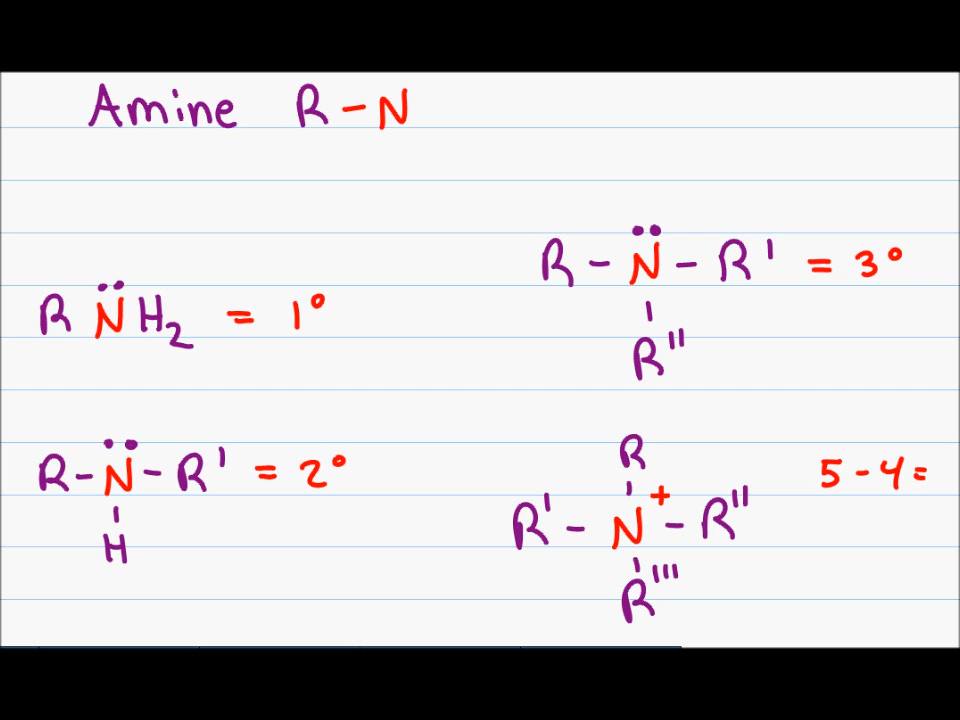 Amine R-N
R N̈ H₂ = 1°
R-N̈-R' = 2°
H
R-N̈-R' = 3°
R"
R
R'-N⁺-R"
R'''
5-4=